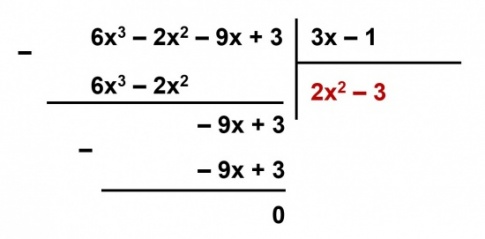 6x³ – 2x² – 9x + 3 3x – 1
–
6x³ – 2x² 2x² – 3
– 9x + 3
–
– 9x + 3
0